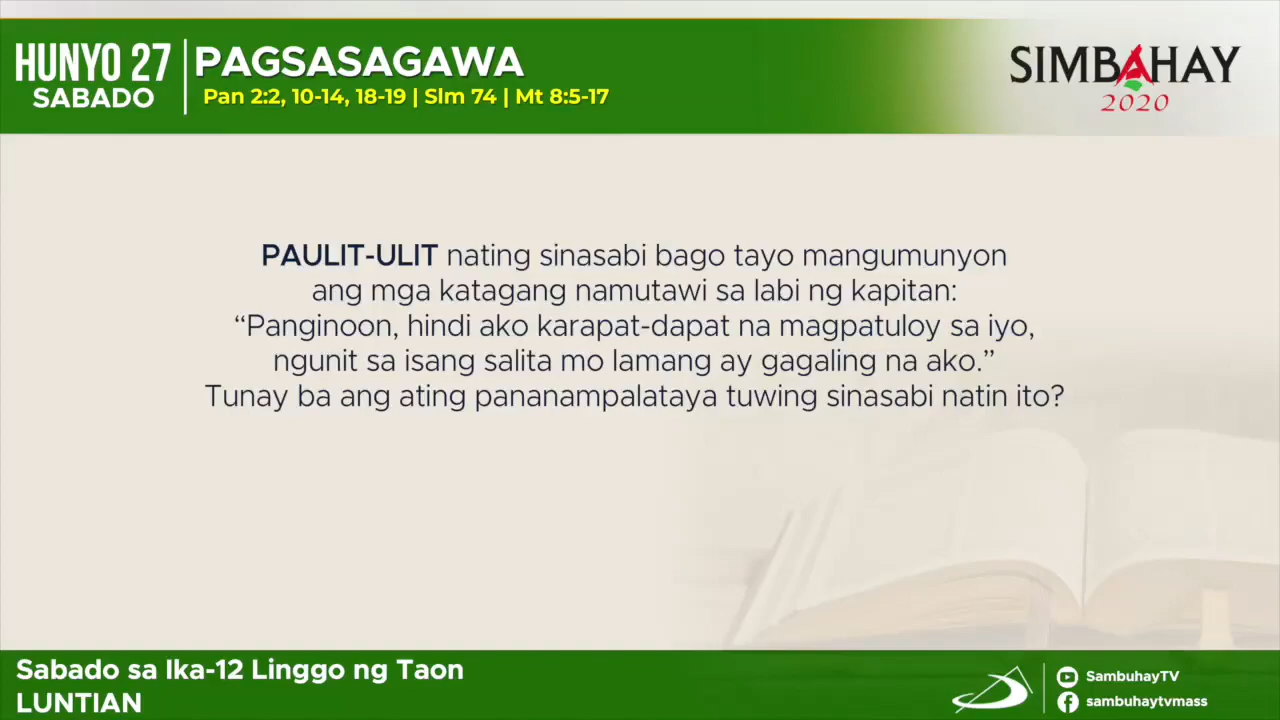 HUNYO 27
SABADO
PAGSASAGAWA
Pan 2:2, 10-14, 18-19 | Slm 74 | Mt 8:5-17
SIMBAHAY
2020
PAULIT-ULIT nating sinasabi bago tayo mangumunyon
ang mga katagang namutawi sa labi ng kapitan:
“Panginoon, hindi ako karapat-dapat na magpatuloy sa iyo,
ngunit sa isang salita mo lamang ay gagaling na ako.”
Tunay ba ang ating pananampalataya tuwing sinasabi natin ito?
Sabado sa Ika-12 Linggo ng Taon
LUNTIAN
SambuhayTV
sambuhaytvmass